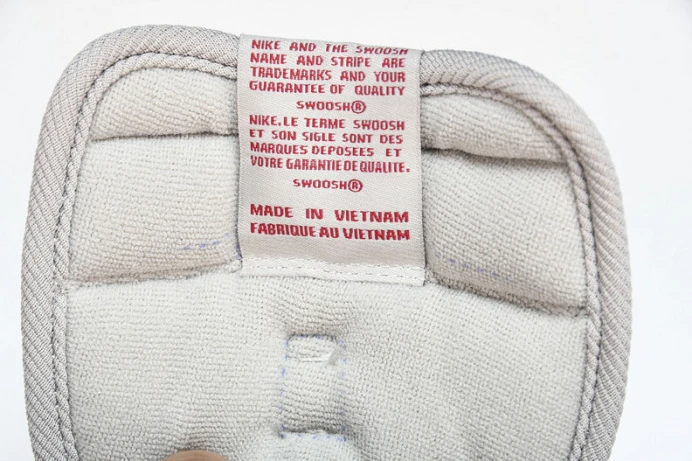 NIKE AND THE SWOOSH
NAME AND STRIPE ARE
TRADEMARKS AND YOUR
GUARANTEE OF QUALITY
SWOOSH®
NIKE.LE TERME SWOOSH
ET SON SIGLE SONT DES
MARQUES DEPOSEES ET
VOTRE GARANTIE DE QUALITE.
SWOOSH®
MADE IN VIETNAM
FABRIQUE AU VIETNAM